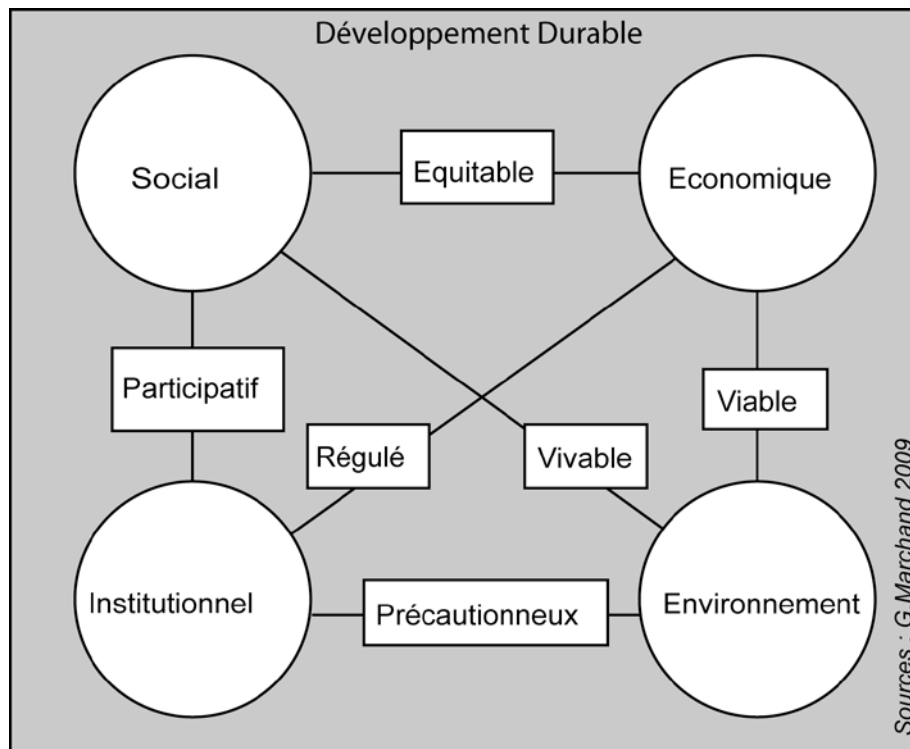 Développement Durable
Social
Equitable
Economique
Participatif
Régulé
Vivable
Viable
Institutionnel
Précautionneux
Environnement
Sources : G Marchand 2009